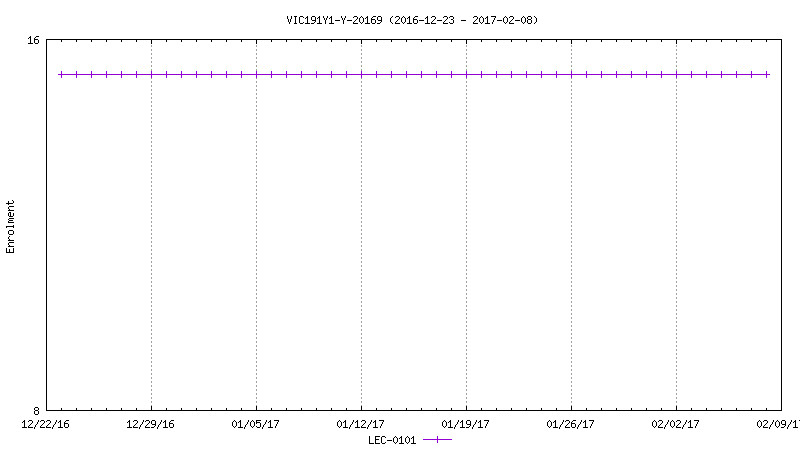 VIC191Y1-Y-20169 (2016-12-23 - 2017-02-08)
16
Enrolment
8
12/22/16 12/29/16 01/05/17 01/12/17 01/19/17 01/26/17 02/02/17 02/09/1
LEC-0101